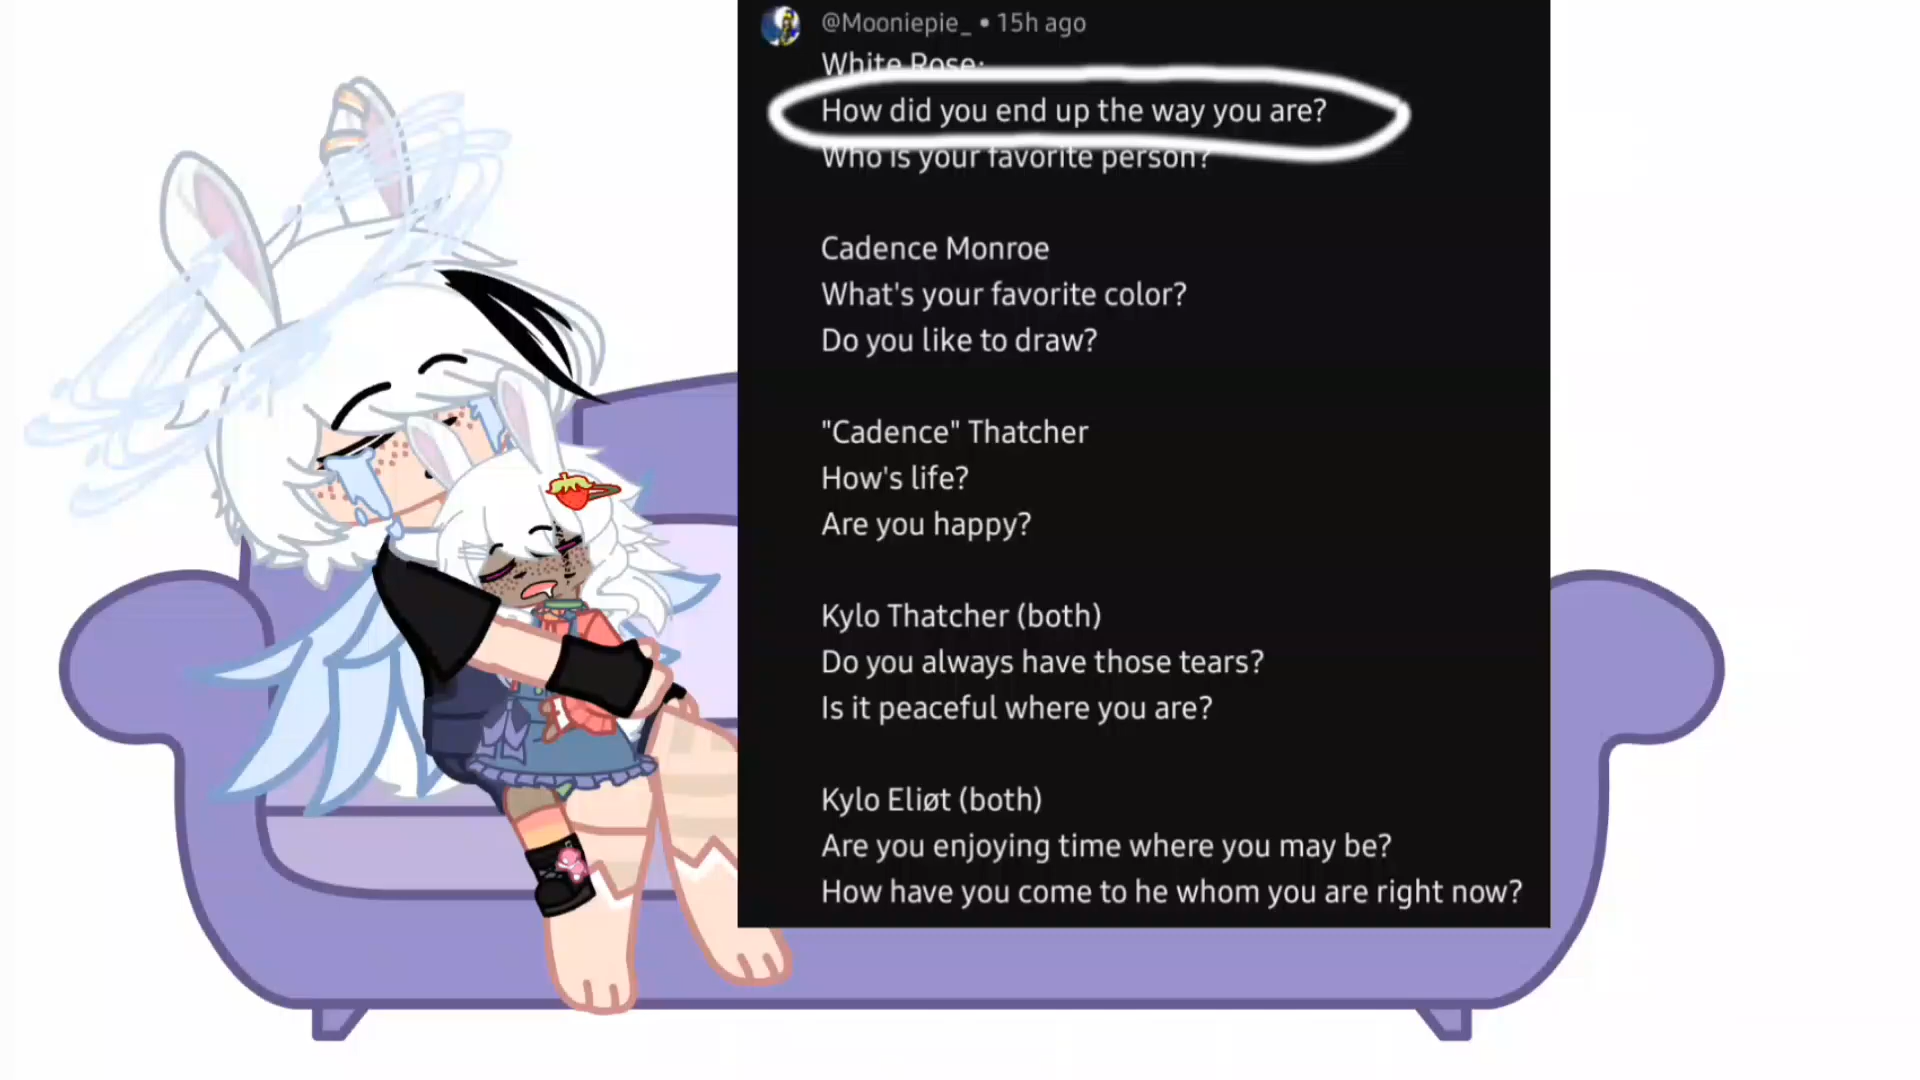 @Mooniepie_ • 15h ago
White Rose:
How did you end up the way you are?
Who is your favorite person?
Cadence Monroe
What's your favorite color?
Do you like to draw?
"Cadence" Thatcher
How's life?
Are you happy?
Kylo Thatcher (both)
Do you always have those tears?
Is it peaceful where you are?
Kylo Eliøt (both)
Are you enjoying time where you may be?
How have you come to he whom you are right now?